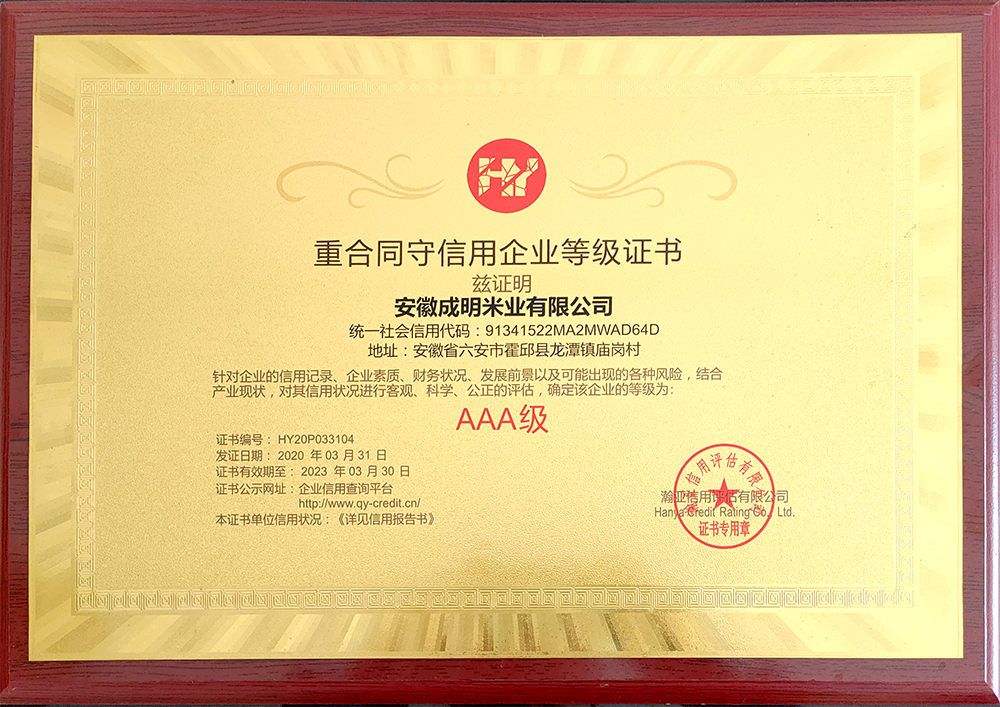 HY
重合同守信用企业等级证书
兹证明
安徽成明米业有限公司
统一社会信用代码：91341522MA2MWAD64D
地址：安徽省六安市霍邱县龙潭镇庙岗村
针对企业的信用记录、企业素质、财务状况、发展前景以及可能出现的各种风险，结合
产业现状，对其信用状况进行客观、科学、公正的评估，确定该企业的等级为：
AAA级
证书编号：HY20P033104
发证日期：2020 年 03 月 31 日
证书有效期至：2023 年 03 月 30 日
证书公示网址：企业信用查询平台
http://www.qy-credit.cn/
本证书单位信用状况：《详见信用报告书》
瀚亚信用评估有限公司
Hanya Credit Rating Co., Ltd.
信用评估有限
证书专用章